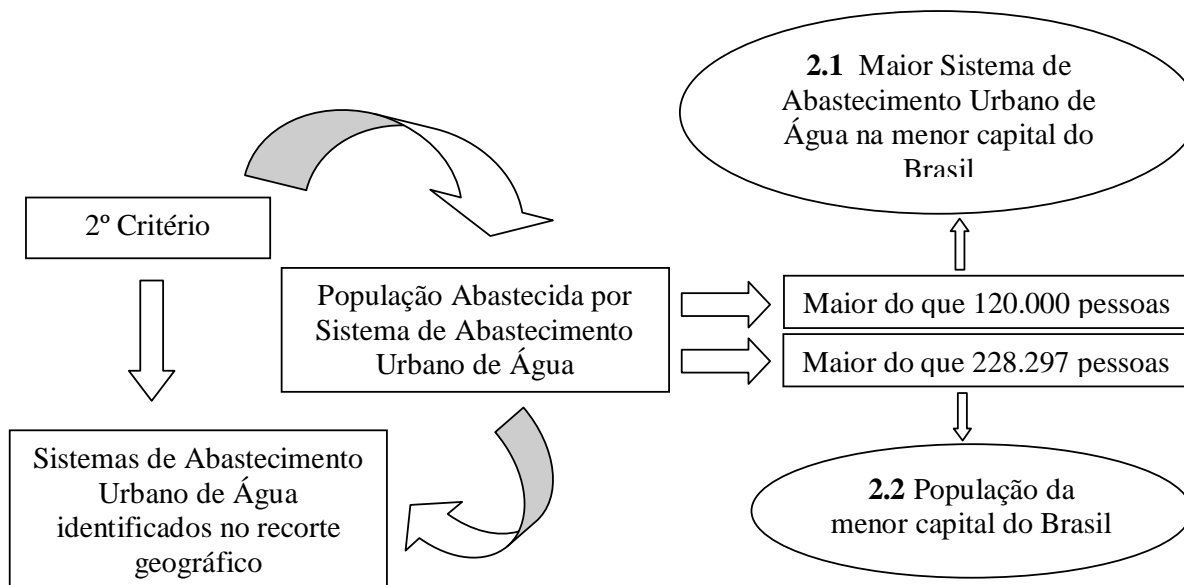 2.1 Maior Sistema de
Abastecimento Urbano de
Água na menor capital do
Brasil
2º Critério
População Abastecida por
Sistema de Abastecimento
Urbano de Água
Maior do que 120.000 pessoas
Maior do que 228.297 pessoas
Sistemas de Abastecimento
Urbano de Água
identificados no recorte
geográfico
2.2 População da
menor capital do Brasil